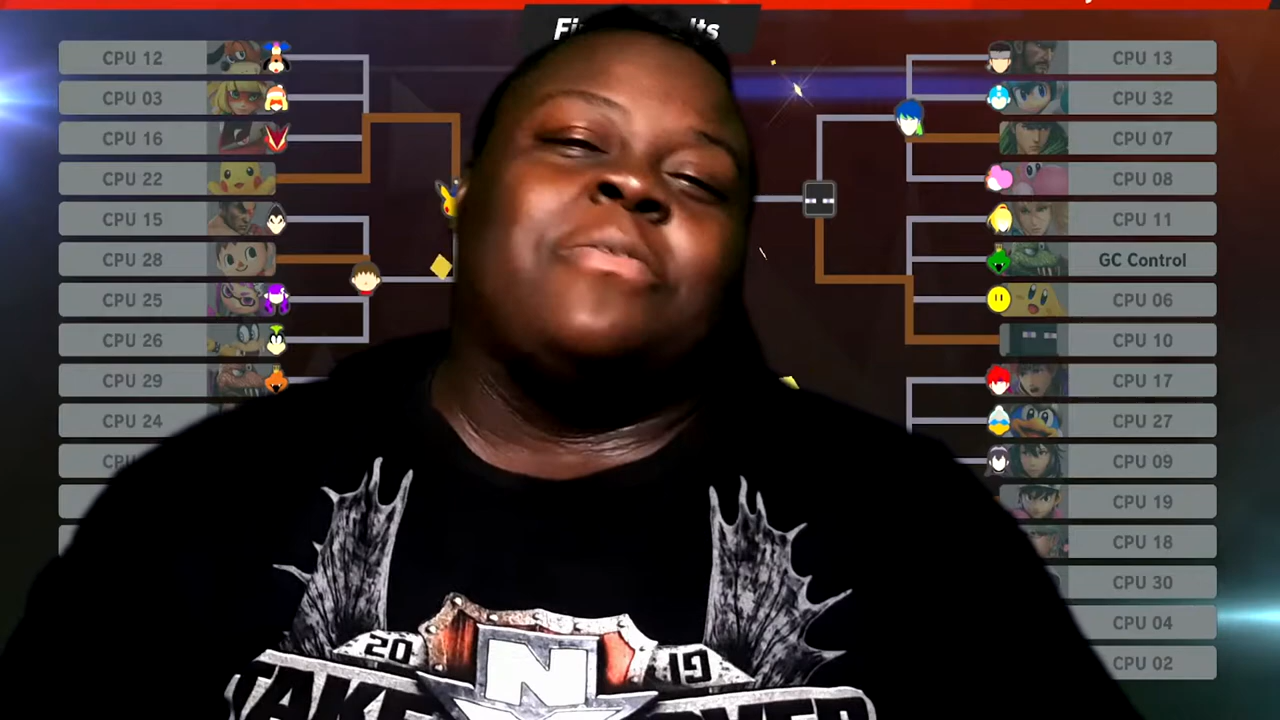 CPU 12
CPU 03
CPU 16
CPU 22
CPU 15
CPU 28
CPU 25
CPU 26
CPU 29
CPU 24
CPU 13
CPU 32
CPU 07
CPU 08
CPU 11
GC Control
CPU 06
CPU 10
CPU 17
CPU 27
CPU 09
CPU 19
CPU 18
CPU 30
CPU 04
CPU 02
20
N
19